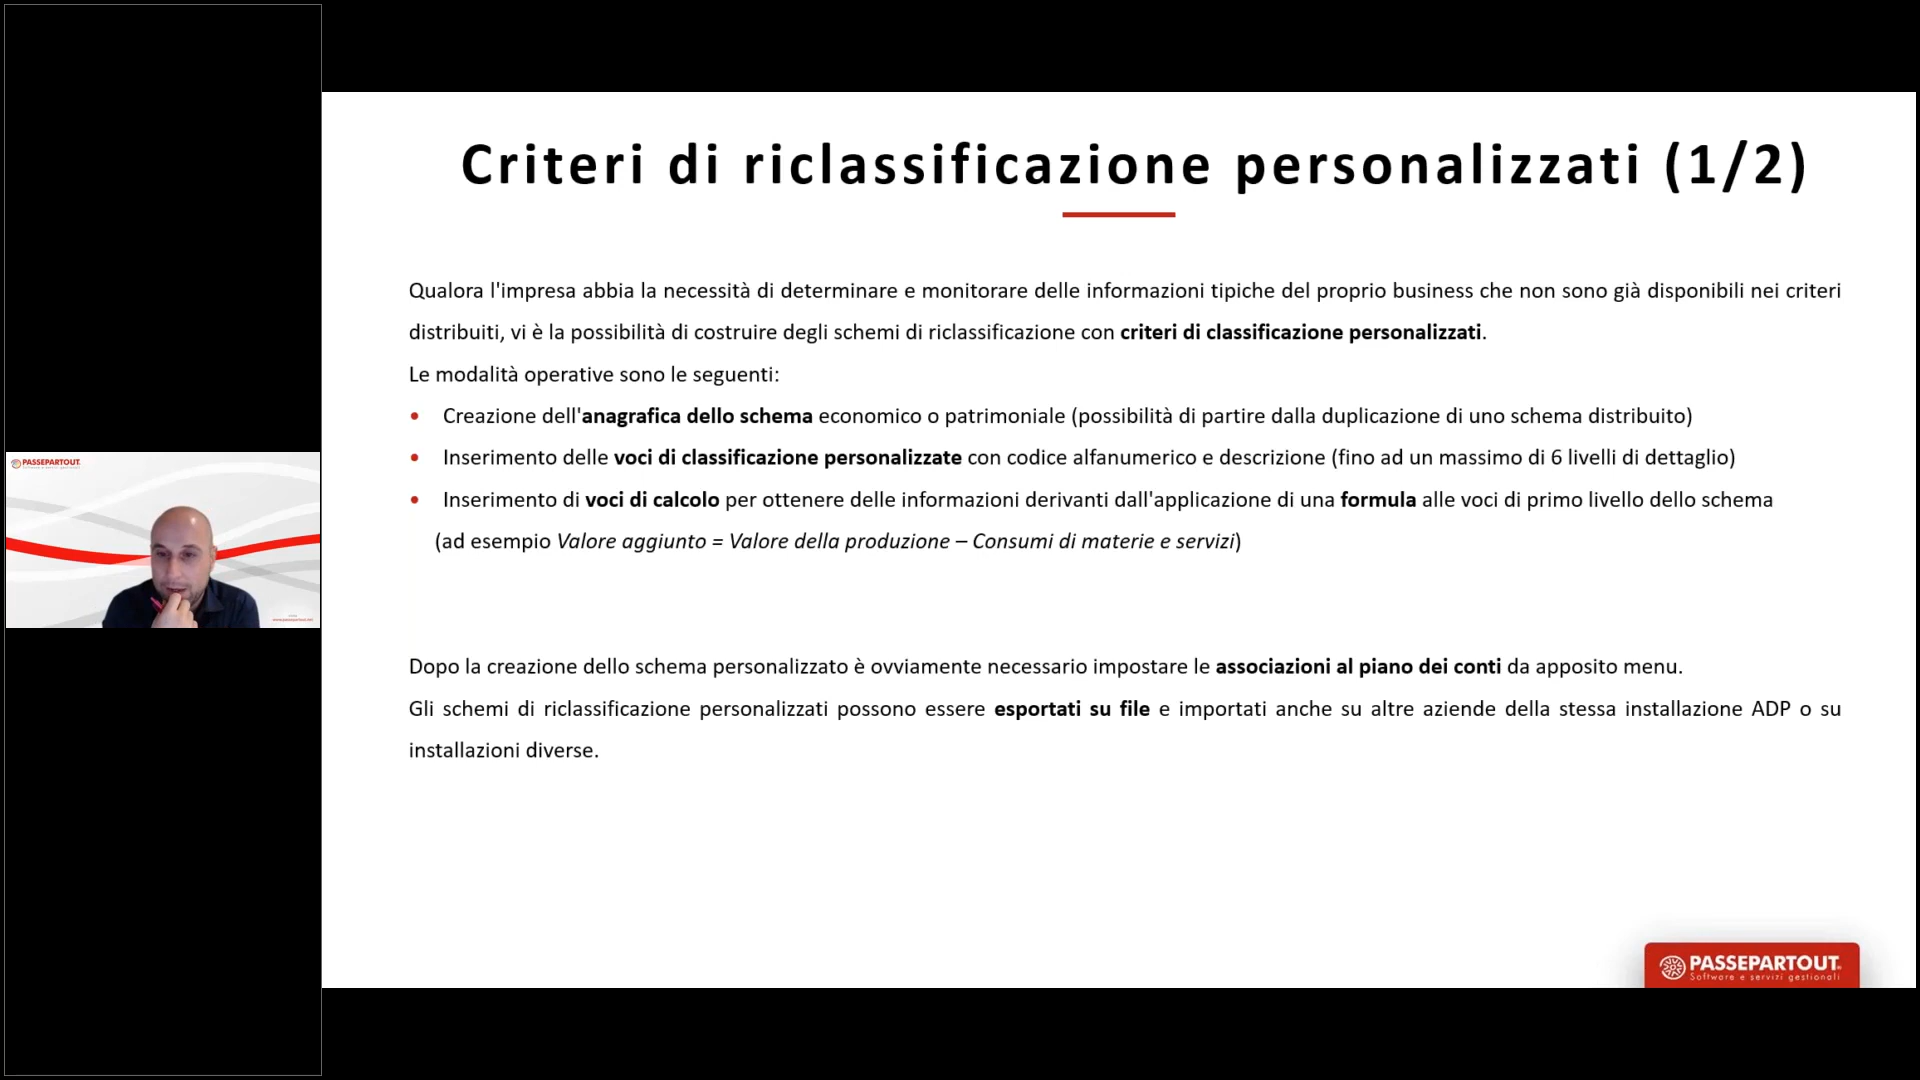 Criteri di riclassificazione personalizzati (1/2)
Qualora l'impresa abbia la necessità di determinare e monitorare delle informazioni tipiche del proprio business che non sono già disponibili nei criteri
distribuiti, vi è la possibilità di costruire degli schemi di riclassificazione con criteri di classificazione personalizzati.
Le modalità operative sono le seguenti:
• Creazione dell'anagrafica dello schema economico o patrimoniale (possibilità di partire dalla duplicazione di uno schema distribuito)
• Inserimento delle voci di classificazione personalizzate con codice alfanumerico e descrizione (fino ad un massimo di 6 livelli di dettaglio)
• Inserimento di voci di calcolo per ottenere delle informazioni derivanti dall'applicazione di una formula alle voci di primo livello dello schema
(ad esempio Valore aggiunto = Valore della produzione – Consumi di materie e servizi)
Dopo la creazione dello schema personalizzato è ovviamente necessario impostare le associazioni al piano dei conti da apposito menu.
Gli schemi di riclassificazione personalizzati possono essere esportati su file e importati anche su altre aziende della stessa installazione ADP o su
installazioni diverse.
PASSEPARTOUT
PASSEPARTOUT
Software e servizi gestionali